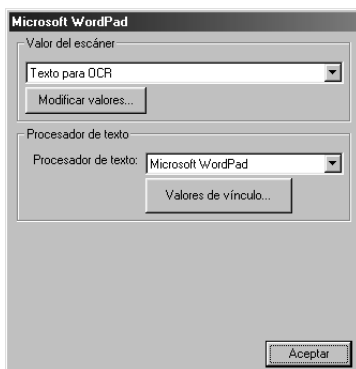 Microsoft WordPad
Valor del escáner
Texto para OCR
Modificar valores...
Procesador de texto
Procesador de texto: Microsoft WordPad
Valores de vínculo...
Aceptar